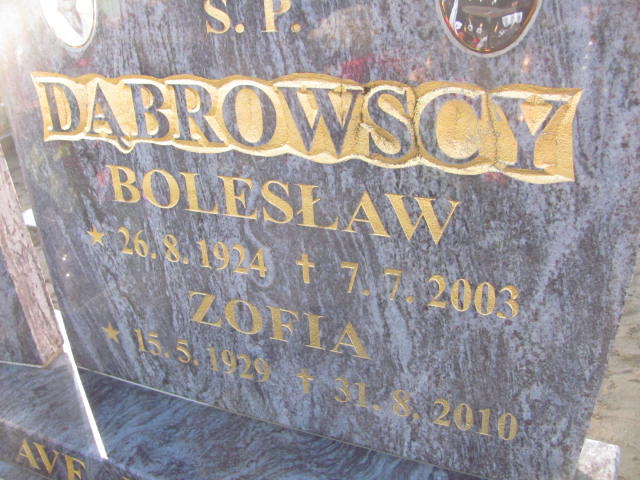 S. P.
DĄBROWSCY
BOLESŁAW
★ 26. 8. 1924 ✝ 7. 7. 2003
ZOFIA
★ 15. 5. 1929 ✝ 31. 8. 2010
AVE